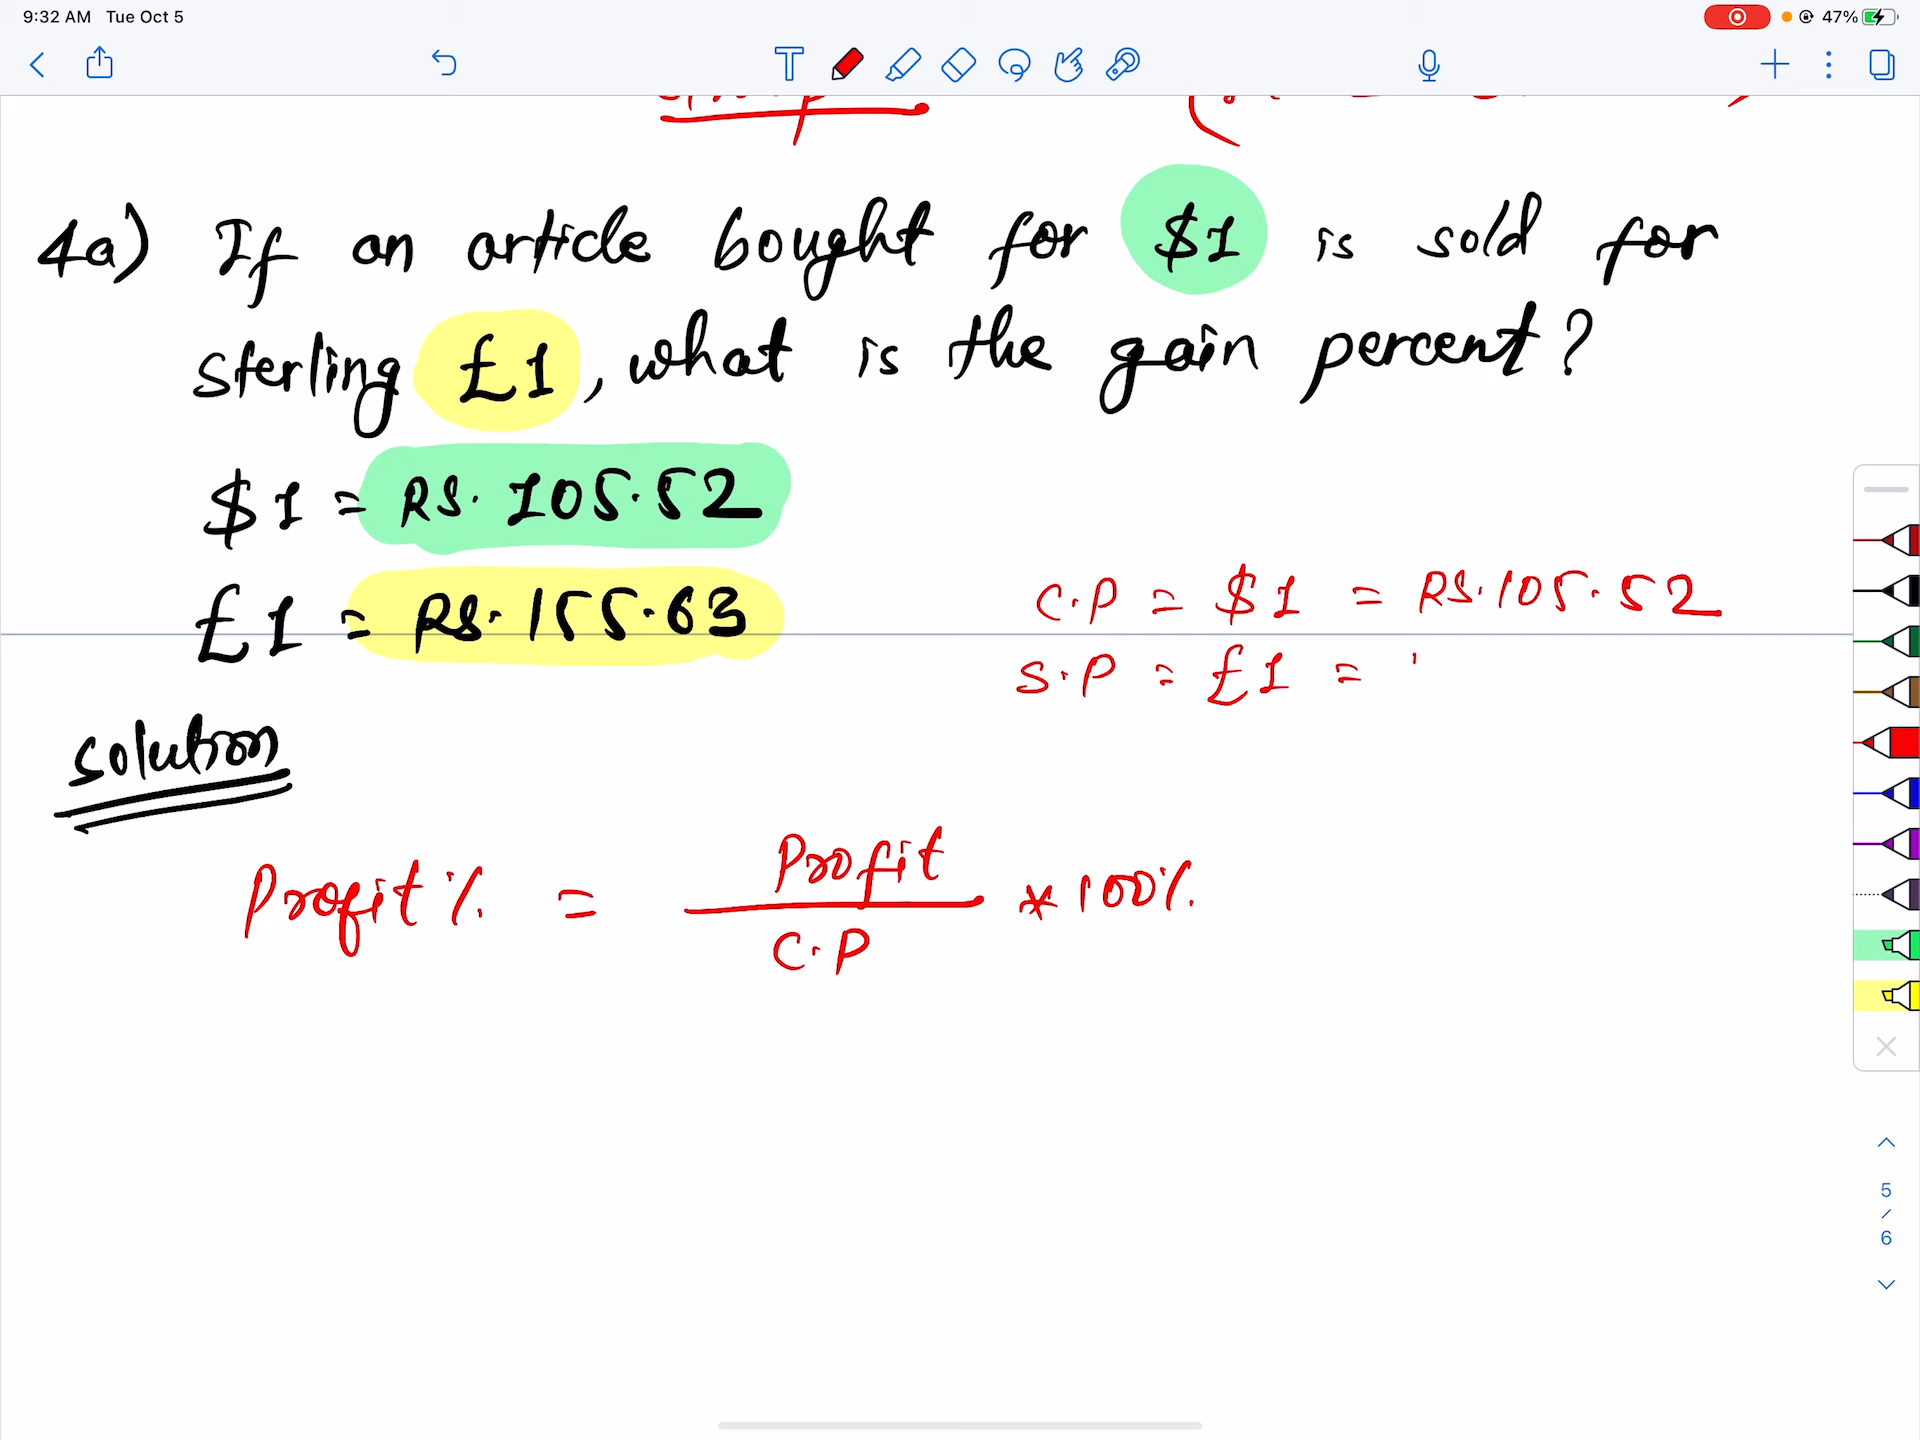 9:32 AM Tue Oct 5
47%
4a) If an article bought for $1 is sold for
sterling £1, what is the gain percent?
$1 = RS. 105.52
£1 = RS. 155.63
C.P = $1 = RS. 105.52
S.P = £1 =
solution
Profit % = Profit / C.P * 100%
5
/
6